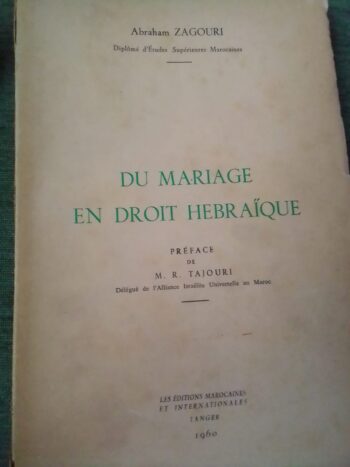 Abraham ZAGOURI
Diplômé d'Études Supérieures Marocaines
DU MARIAGE
EN DROIT HEBRAÏQUE
PRÉFACE
DE
M. R. TAJOURI
Délégué de l'Alliance Israélite Universelle au Maroc
LES ÉDITIONS MAROCAINES
ET INTERNATIONALES
TANGER
1960